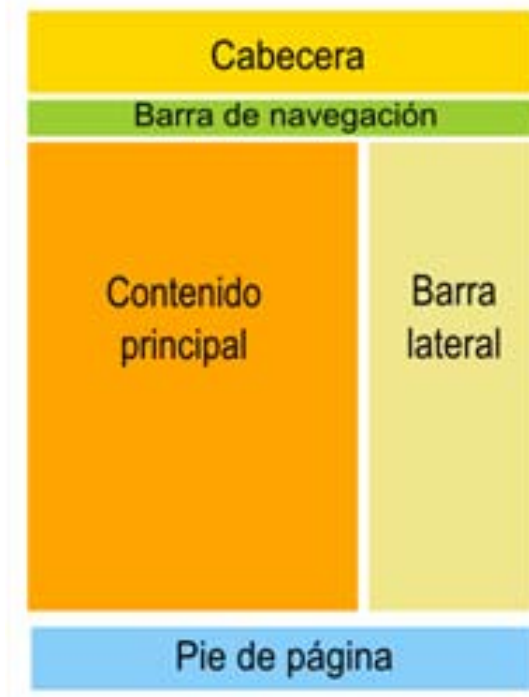 Cabecera
Barra de navegación
Contenido
principal
Barra
lateral
Pie de página